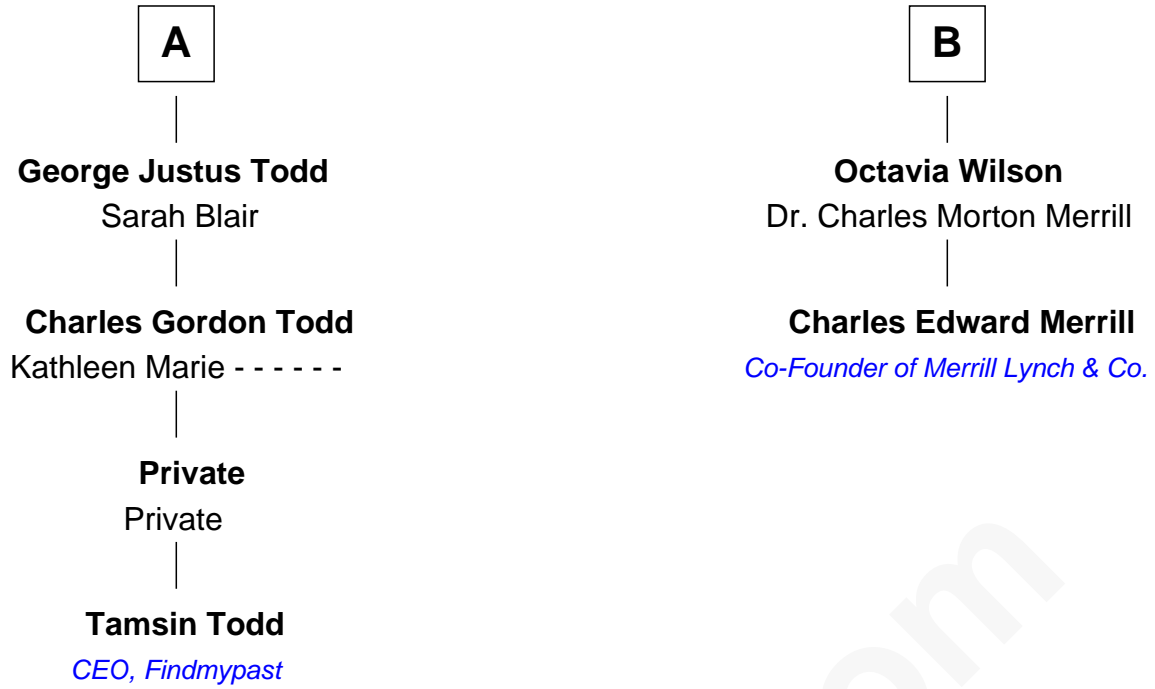 A
George Justus Todd
Sarah Blair
Charles Gordon Todd
Kathleen Marie - - - - - -
Private
Private
Tamsin Todd
CEO, Findmypast
B
Octavia Wilson
Dr. Charles Morton Merrill
Charles Edward Merrill
Co-Founder of Merrill Lynch & Co.
om